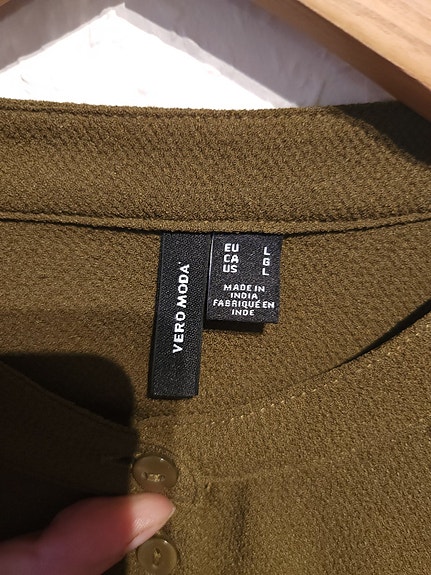 VERO MODA
EU L
CA G
US L
MADE IN
INDIA
FABRIQUÉ EN
INDE